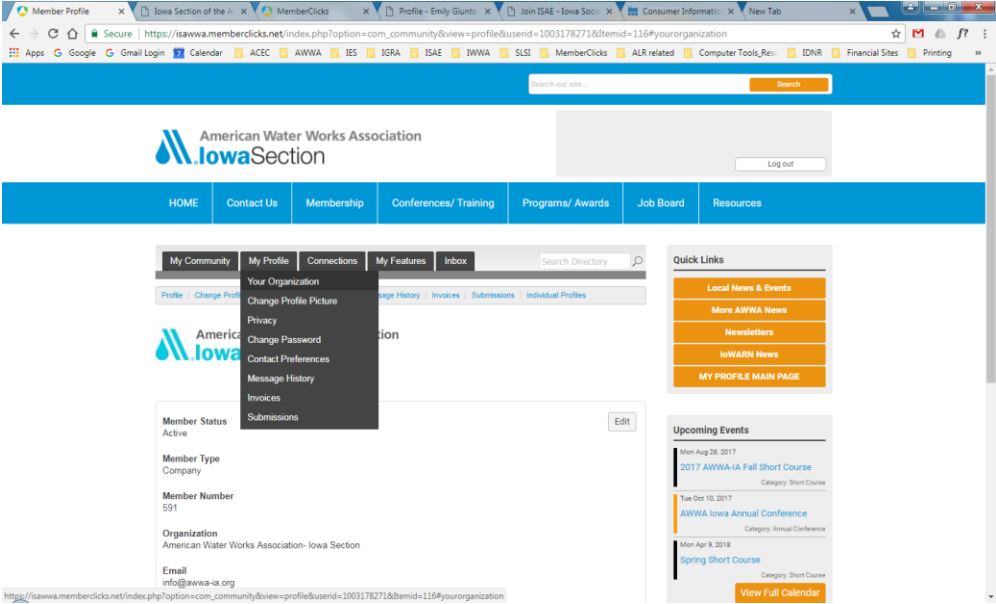 Member Profile
Iowa Section of the A
MemberClicks
Profile - Emily Giunta
Join ISAE - Iowa Socie
Consumer Informatio
New Tab
Secure
https://isawwa.memberclicks.net/index.php?option=com_community&view=profile&userid=1003178271&Itemid=116#yourorganization
f?
Apps
Google
Gmail Login
Calendar
ACEC
AWWA
IES
IGRA
ISAE
IWWA
SLSI
MemberClicks
ALR related
Computer Tools_Resc
IDNR
Financial Sites
Printing
»
Search our site...
Search
American Water Works Association
IowaSection
Log out
HOME
Contact Us
Membership
Conferences/ Training
Programs/ Awards
Job Board
Resources
My Community
My Profile
Connections
My Features
Inbox
Search Directory
Your Organization
Change Profile Picture
Privacy
Change Password
Contact Preferences
Message History
Invoices
Submissions
Profile | Change Profi
sage History | Invoices | Submissions | Individual Profiles
America
tion
Iowa
Edit
Member Status
Active
Member Type
Company
Member Number
591
Organization
American Water Works Association- Iowa Section
Email
info@awwa-ia.org
Quick Links
Local News & Events
More AWWA News
Newsletters
IoWARN News
MY PROFILE MAIN PAGE
Upcoming Events
Mon Aug 28, 2017
2017 AWWA-IA Fall Short Course
Category: Short Course
Tue Oct 10, 2017
AWWA Iowa Annual Conference
Category: Annual Conference
Mon Apr 9, 2018
Spring Short Course
Category: Short Course
View Full Calendar
https://isawwa.memberclicks.net/index.php?option=com_community&view=profile&userid=1003178271&Itemid=116#yourorganization